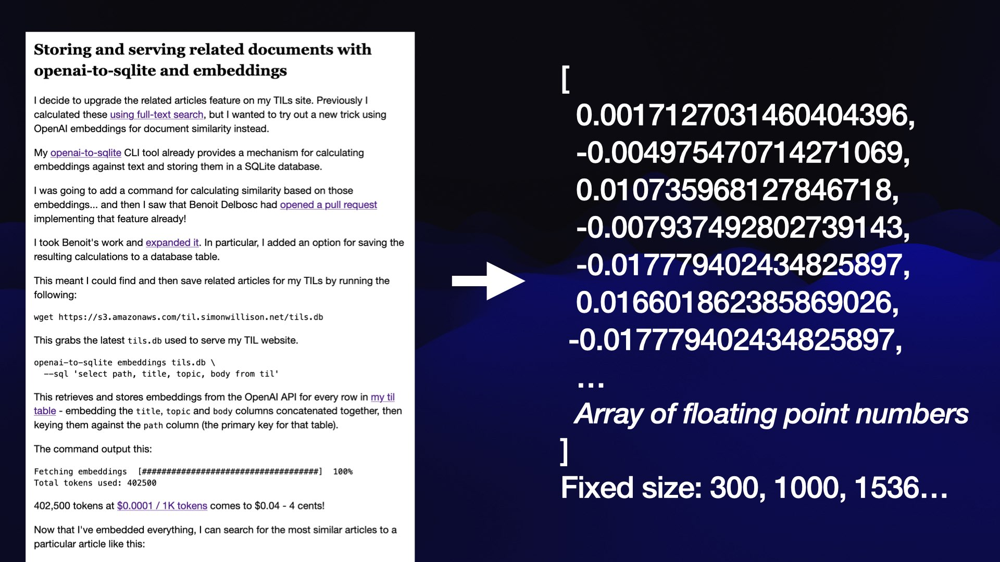 Storing and serving related documents with
openai-to-sqlite and embeddings
I decide to upgrade the related articles feature on my TILs site. Previously I
calculated these using full-text search, but I wanted to try out a new trick using
OpenAI embeddings for document similarity instead.
My openai-to-sqlite CLI tool already provides a mechanism for calculating
embeddings against text and storing them in a SQLite database.
I was going to add a command for calculating similarity based on those
embeddings... and then I saw that Benoit Delbosc had opened a pull request
implementing that feature already!
I took Benoit's work and expanded it. In particular, I added an option for saving the
resulting calculations to a database table.
This meant I could find and then save related articles for my TILs by running the
following:
wget https://s3.amazonaws.com/til.simonwillison.net/tils.db
This grabs the latest tils.db used to serve my TIL website.
openai-to-sqlite embeddings tils.db \
  --sql 'select path, title, topic, body from til'
This retrieves and stores embeddings from the OpenAI API for every row in my til
table - embedding the title, topic and body columns concatenated together, then
keying them against the path column (the primary key for that table).
The command output this:
Fetching embeddings  [####################################]  100%
Total tokens used: 402500
402,500 tokens at $0.0001 / 1K tokens comes to $0.04 - 4 cents!
Now that I've embedded everything, I can search for the most similar articles to a
particular article like this:
[
0.0017127031460404396,
-0.004975470714271069,
0.010735968127846718,
-0.007937492802739143,
-0.017779402434825897,
0.016601862385869026,
-0.017779402434825897,
…
Array of floating point numbers
]
Fixed size: 300, 1000, 1536…